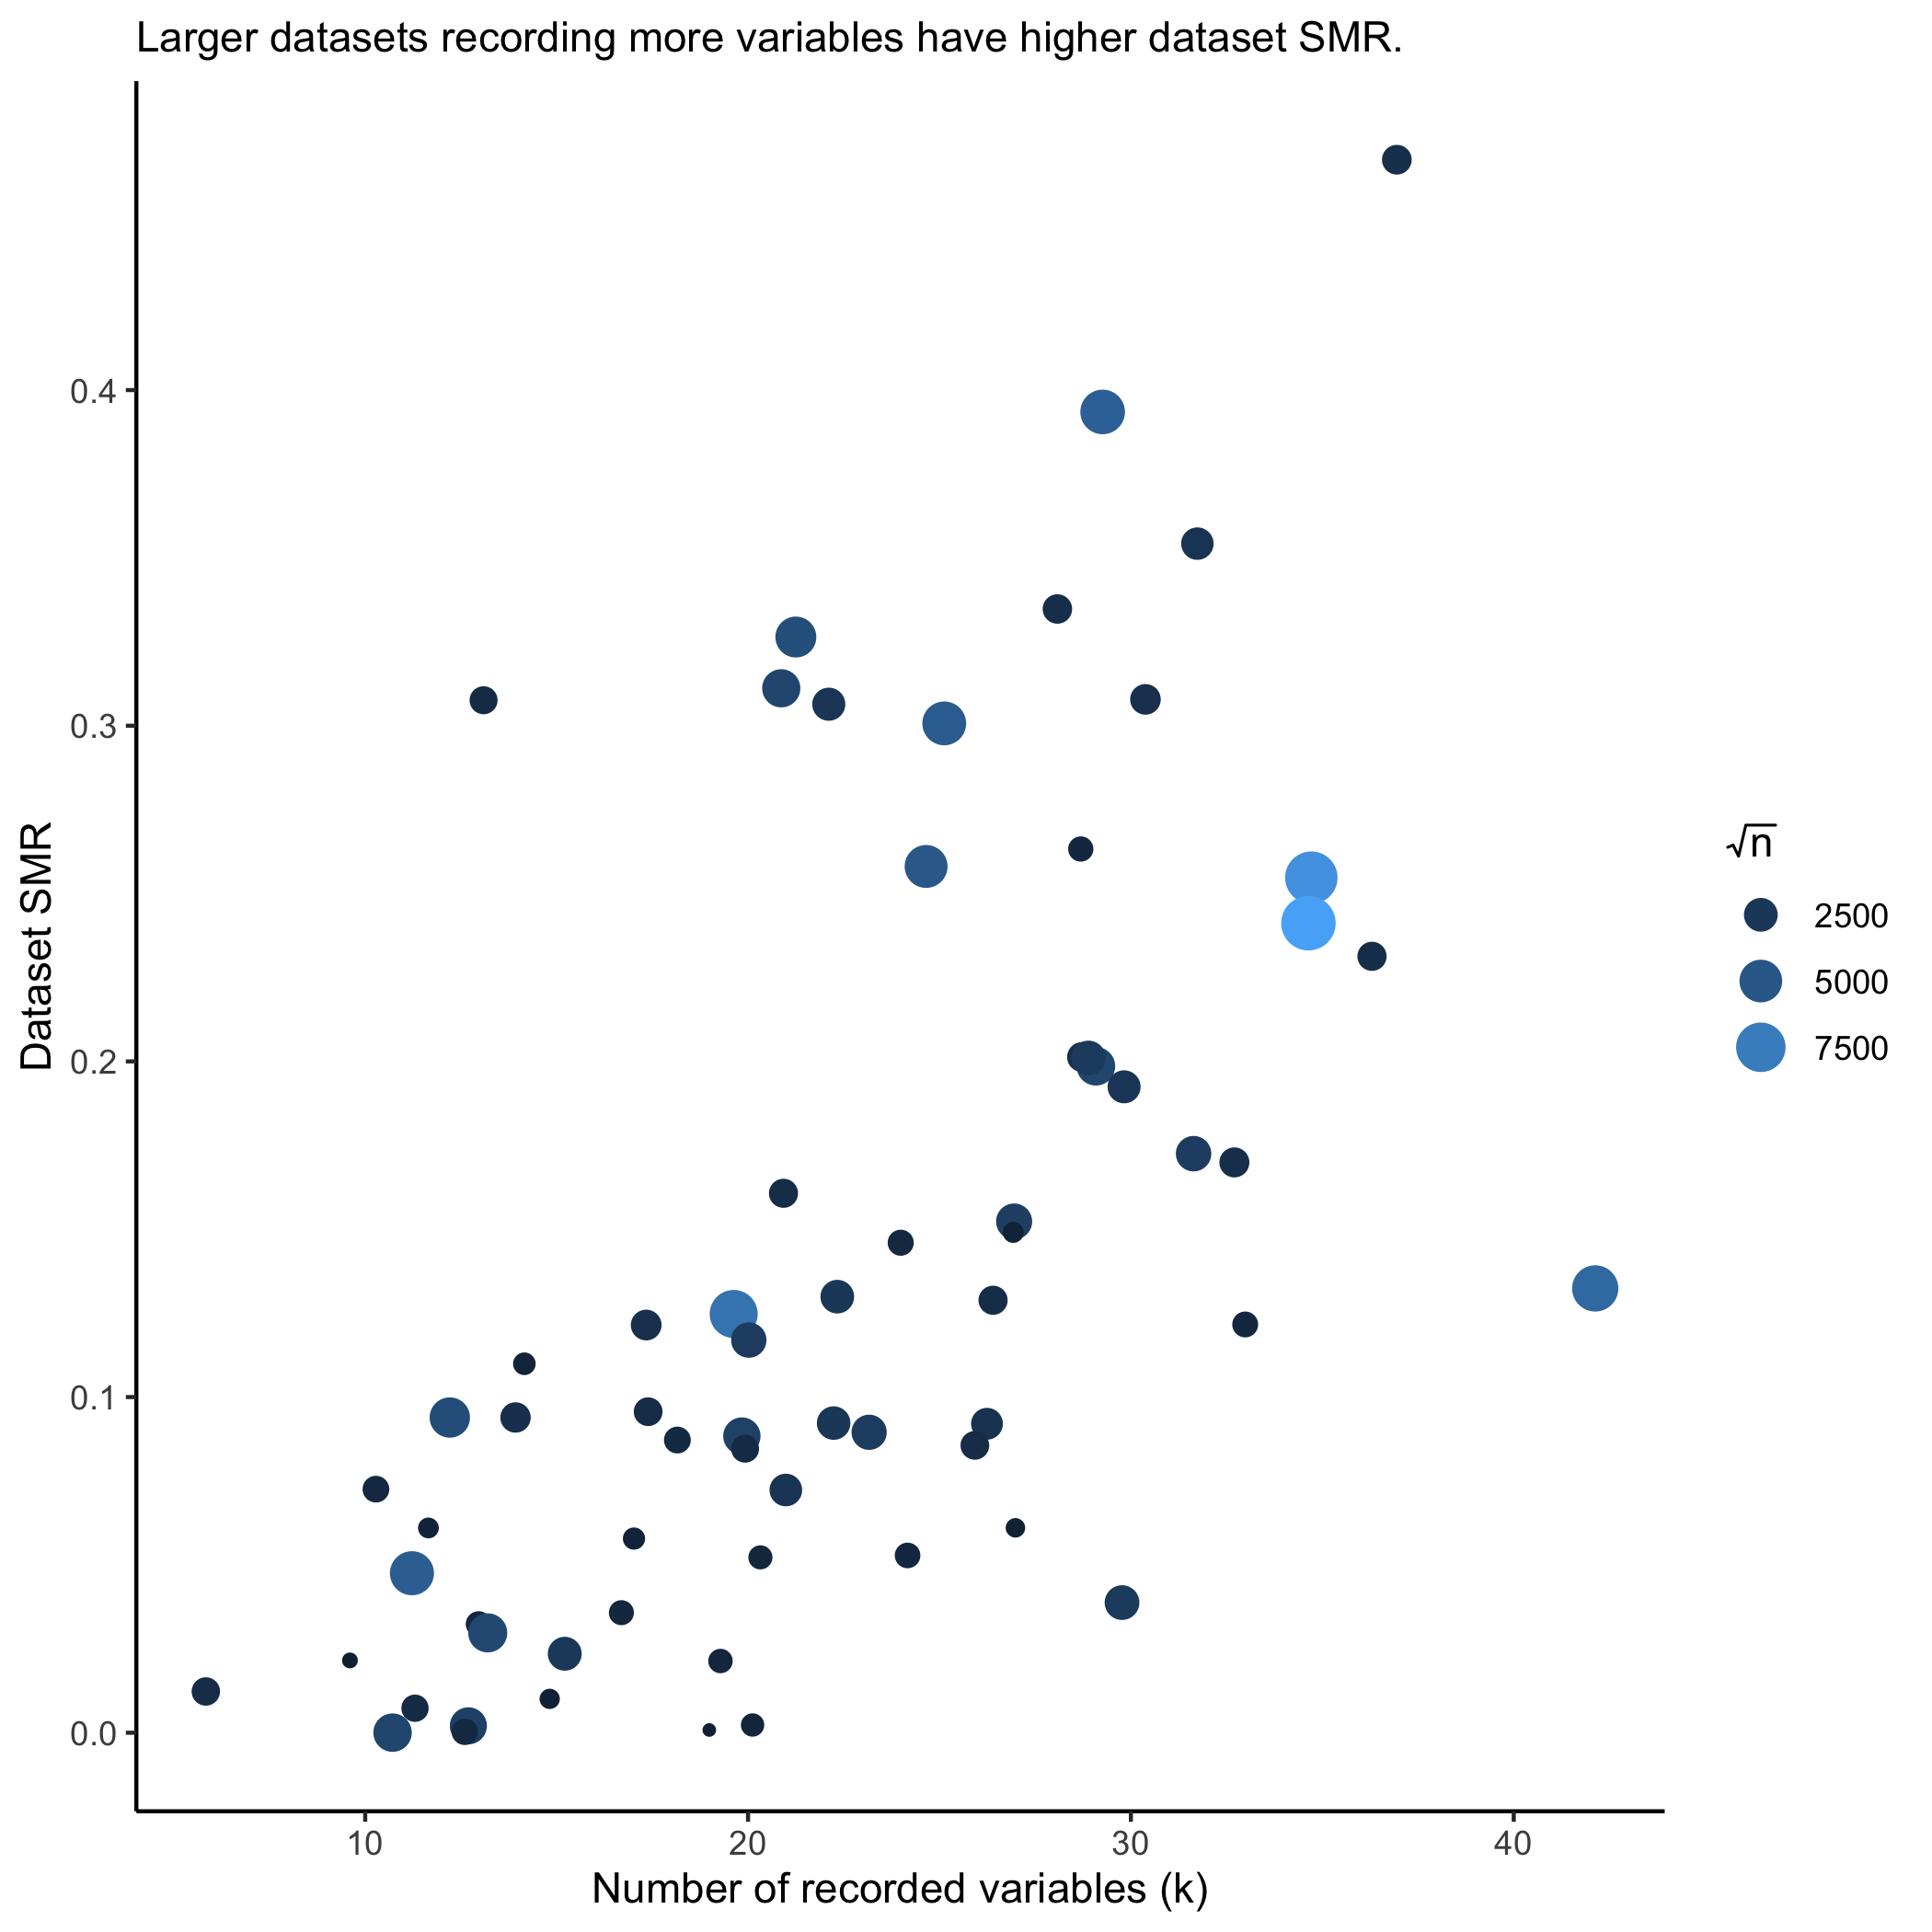 Larger datasets recording more variables have higher dataset SMR.
Dataset SMR
0.4
0.3
0.2
0.1
0.0
10 20 30 40
Number of recorded variables (k)
√n
2500
5000
7500